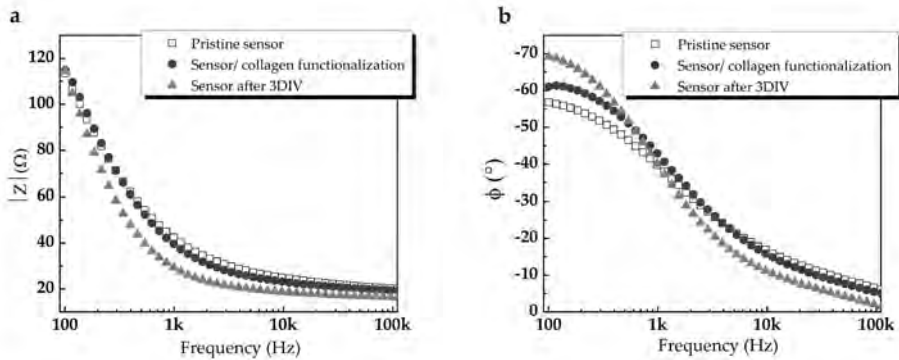 a
Pristine sensor
Sensor/ collagen functionalization
Sensor after 3DIV
120
100
80
60
40
20
|Z|(Ω)
100
1k
10k
100k
Frequency (Hz)
b
Pristine sensor
Sensor/ collagen functionalization
Sensor after 3DIV
-70
-60
-50
-40
-30
-20
-10
0
ϕ (°)
100
1k
10k
100k
Frequency (Hz)